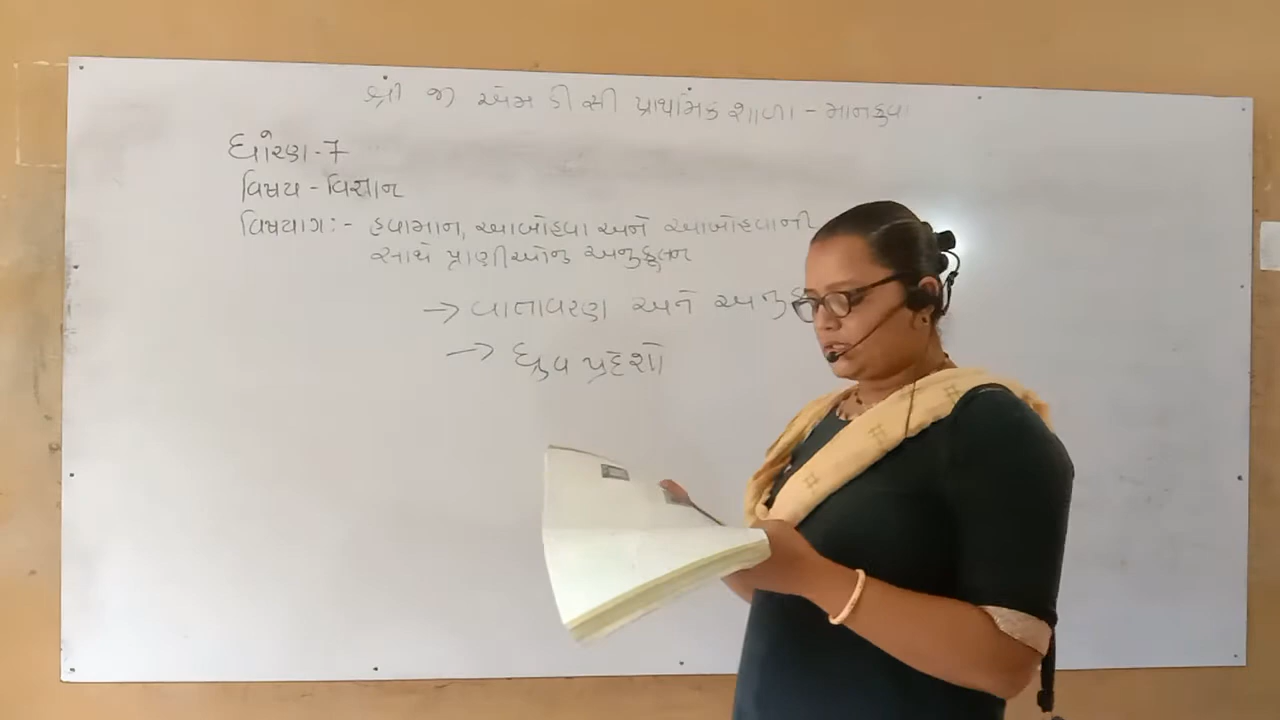 શ્રી જી એમ ડી સી પ્રાથમિક શાળા - માનકુવા
ધોરણ-7
વિષય - વિજ્ઞાન
વિષયાંગ :- હવામાન, આબોહવા અને આબોહવાની
સાથે પ્રાણીઓનું અનુકૂલન
→ વાતાવરણ અને
→ ધ્રુવ પ્રદેશો